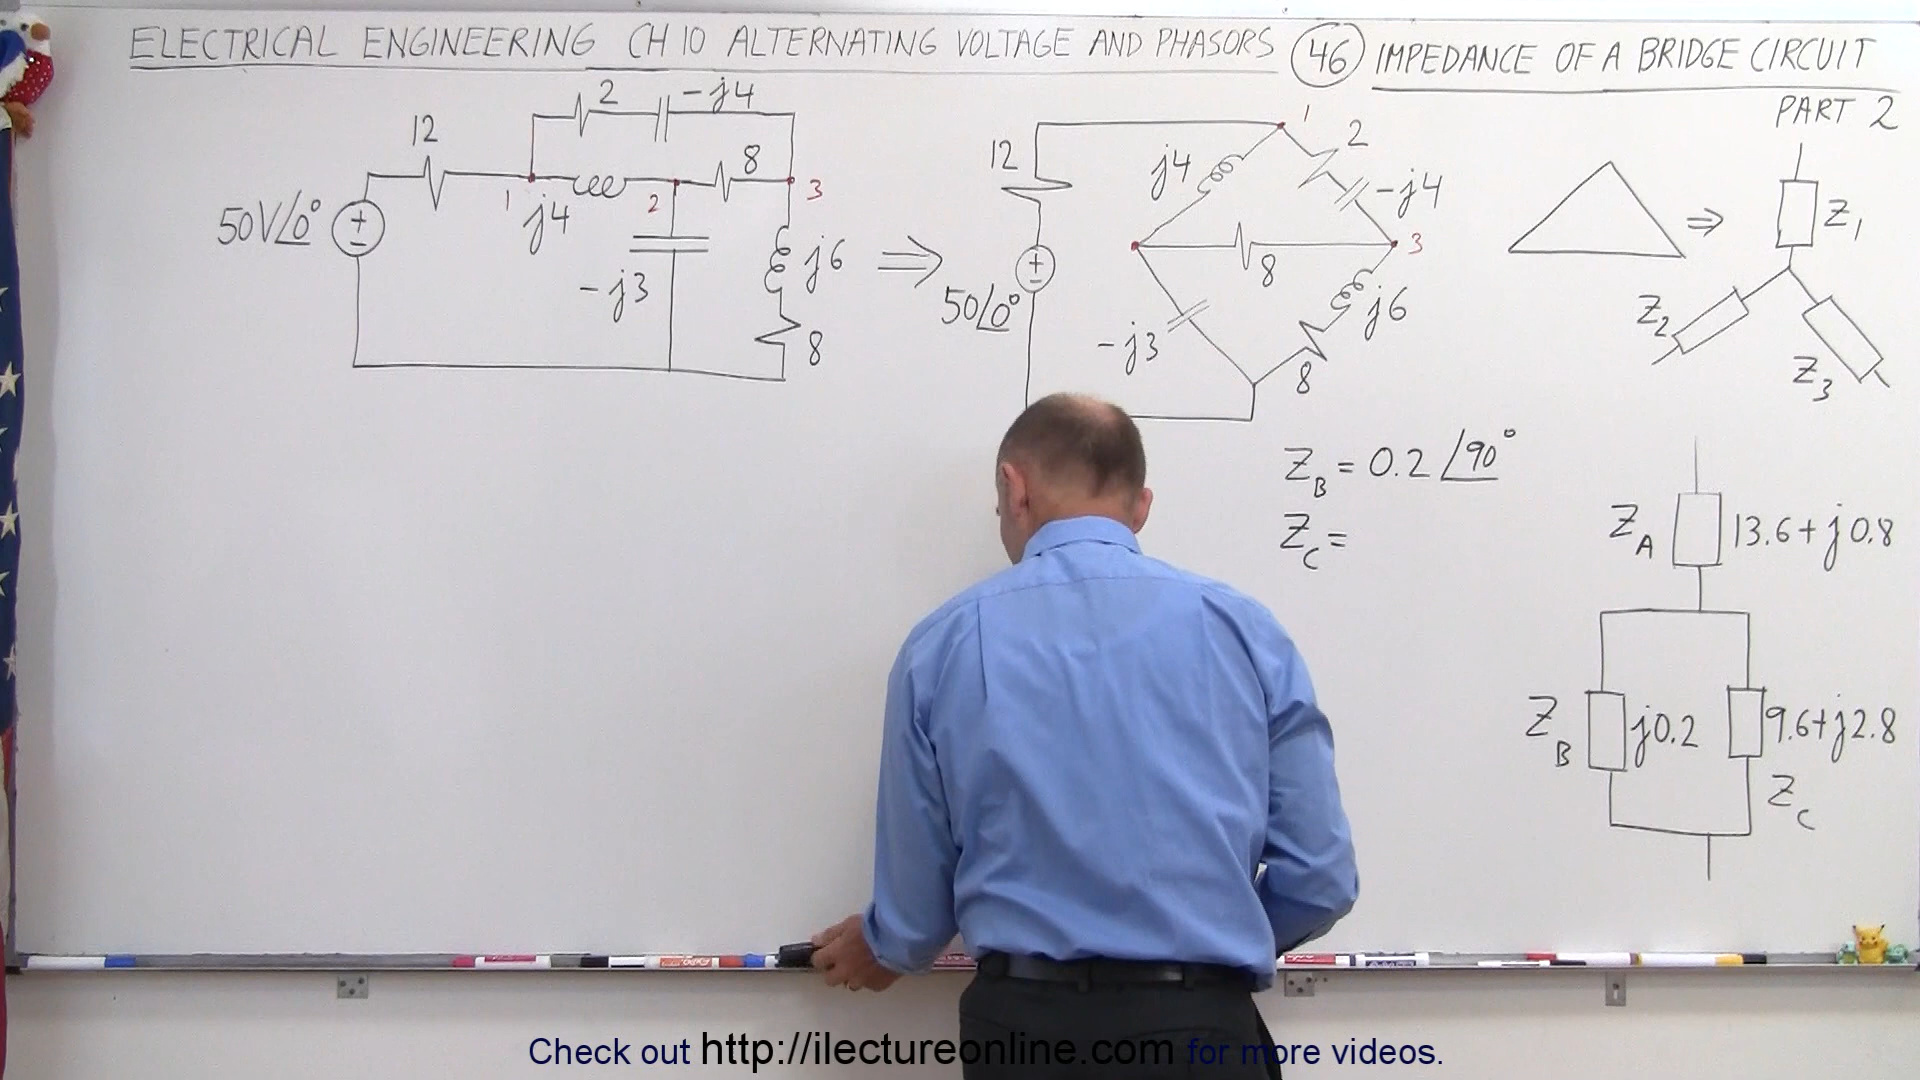 ELECTRICAL ENGINEERING CH 10 ALTERNATING VOLTAGE AND PHASORS 46 IMPEDANCE OF A BRIDGE CIRCUIT
PART 2
12
2
-j4
8
50V∠0°
+
-
1
j4
2
3
-j3
j6
8
⇒
12
1
2
j4
-j4
+
-
50∠0°
8
3
-j3
j6
8
⇒
Z1
Z2
Z3
ZB = 0.2 ∠90°
ZC =
ZA 13.6+j0.8
ZB j0.2
9.6+j2.8
ZC
Check out http://ilectureonline.com for more videos.